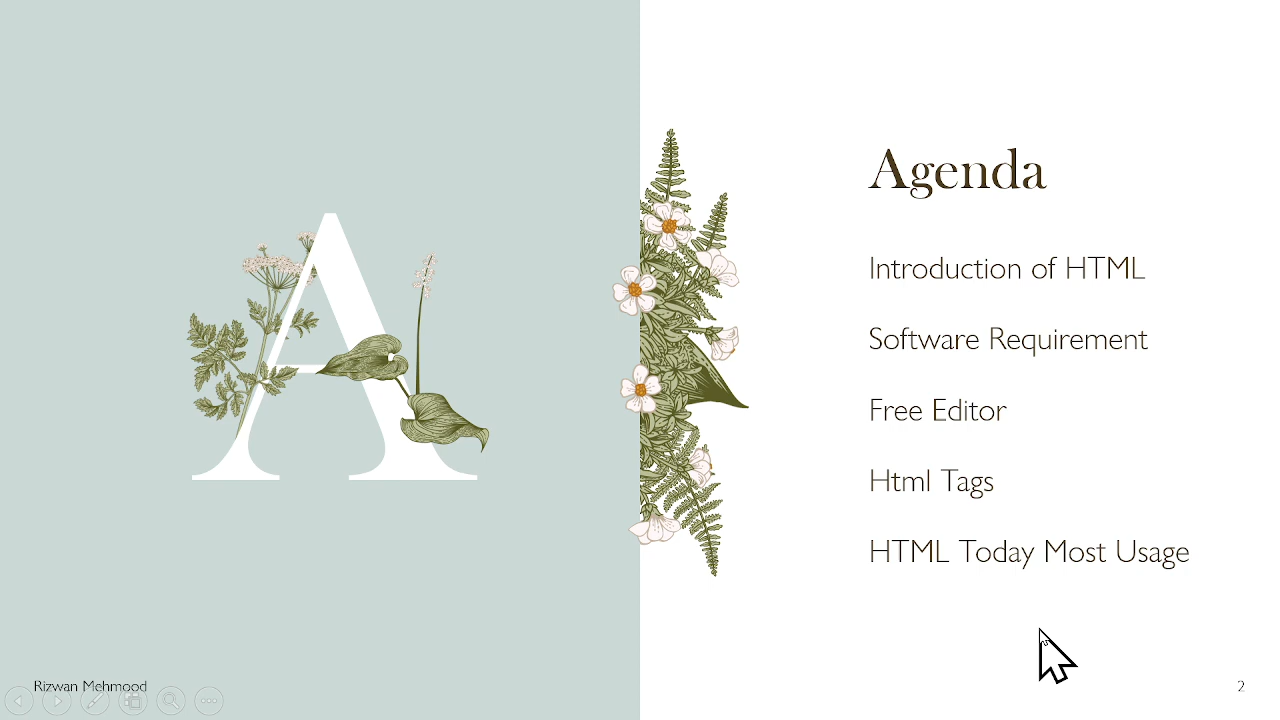 A
Agenda
Introduction of HTML
Software Requirement
Free Editor
Html Tags
HTML Today Most Usage
Rizwan Mehmood
2